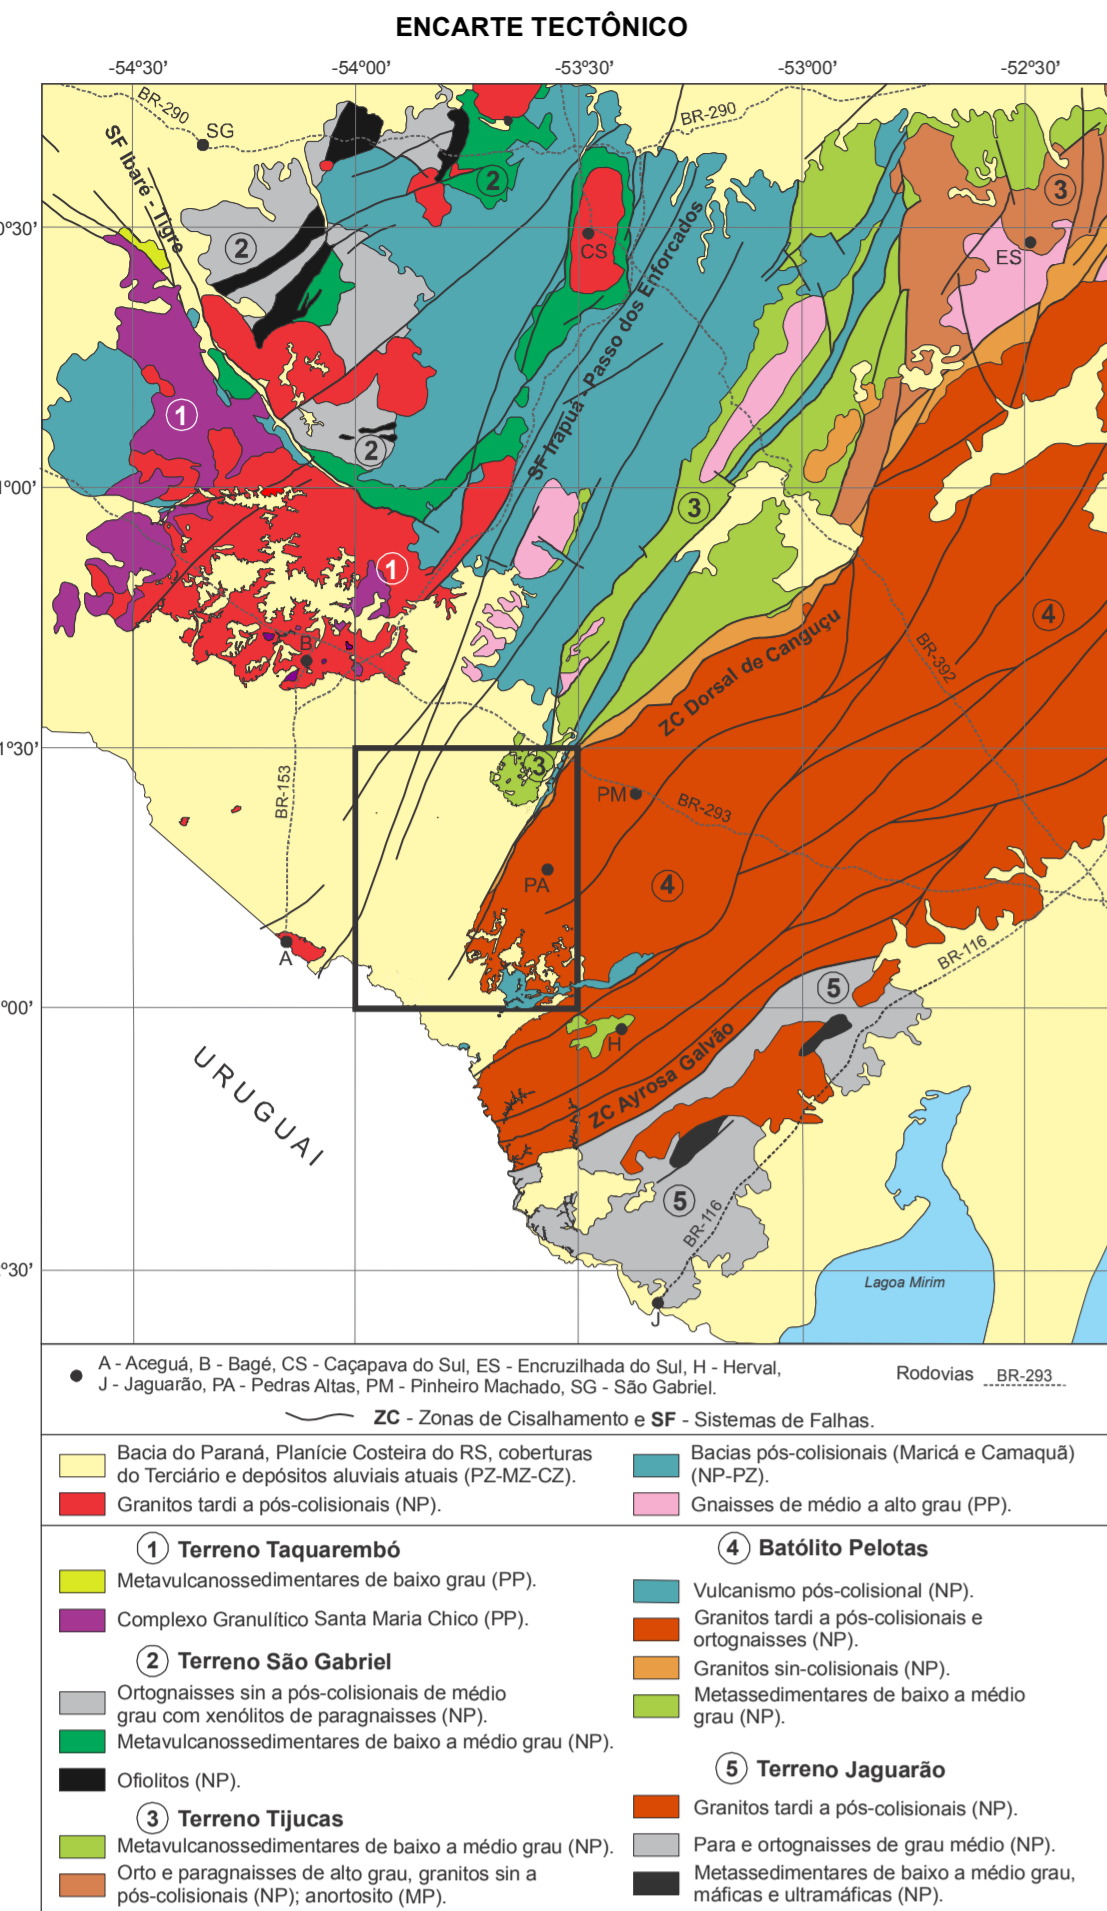 ENCARTE TECTÔNICO
-54°30' -54°00' -53°30' -53°00' -52°30'
BR-290
SG
BR-290
SF Ibaré - Tigre
2
3
0°30'
2
CS
ES
SF Irapuá - Passo dos Enforcados
1
2
1°00'
3
1
4
B
ZC Dorsal de Canguçu
BR-392
1°30'
3
BR-153
PM
BR-293
PA
4
A
BR-116
5
°00'
H
URUGUAI
ZC Ayrosa Galvão
5
BR-116
°30'
Lagoa Mirim
J
A - Aceguá, B - Bagé, CS - Caçapava do Sul, ES - Encruzilhada do Sul, H - Herval,
J - Jaguarão, PA - Pedras Altas, PM - Pinheiro Machado, SG - São Gabriel.
Rodovias BR-293
ZC - Zonas de Cisalhamento e SF - Sistemas de Falhas.
Bacia do Paraná, Planície Costeira do RS, coberturas
do Terciário e depósitos aluviais atuais (PZ-MZ-CZ).
Granitos tardi a pós-colisionais (NP).
Bacias pós-colisionais (Maricá e Camaquã)
(NP-PZ).
Gnaisses de médio a alto grau (PP).
1 Terreno Taquarembó
Metavulcanossedimentares de baixo grau (PP).
Complexo Granulítico Santa Maria Chico (PP).
2 Terreno São Gabriel
Ortognaisses sin a pós-colisionais de médio
grau com xenólitos de paragnaisses (NP).
Metavulcanossedimentares de baixo a médio grau (NP).
Ofiolitos (NP).
3 Terreno Tijucas
Metavulcanossedimentares de baixo a médio grau (NP).
Orto e paragnaisses de alto grau, granitos sin a
pós-colisionais (NP); anortosito (MP).
4 Batólito Pelotas
Vulcanismo pós-colisional (NP).
Granitos tardi a pós-colisionais e
ortognaisses (NP).
Granitos sin-colisionais (NP).
Metassedimentares de baixo a médio
grau (NP).
5 Terreno Jaguarão
Granitos tardi a pós-colisionais (NP).
Para e ortognaisses de grau médio (NP).
Metassedimentares de baixo a médio grau,
máficas e ultramáficas (NP).